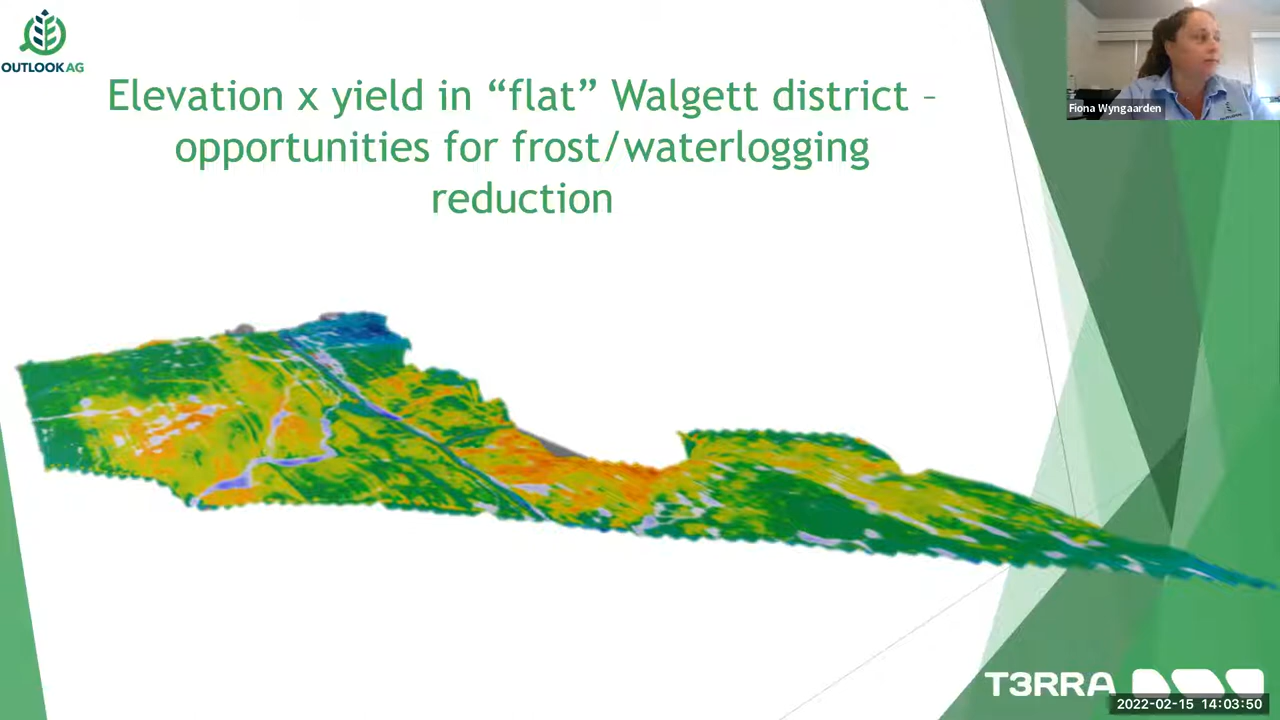 OUTLOOK AG
Elevation x yield in “flat” Walgett district –
opportunities for frost/waterlogging
reduction
Fiona Wyngaarden
T3RRA
2022-02-15 14:03:50